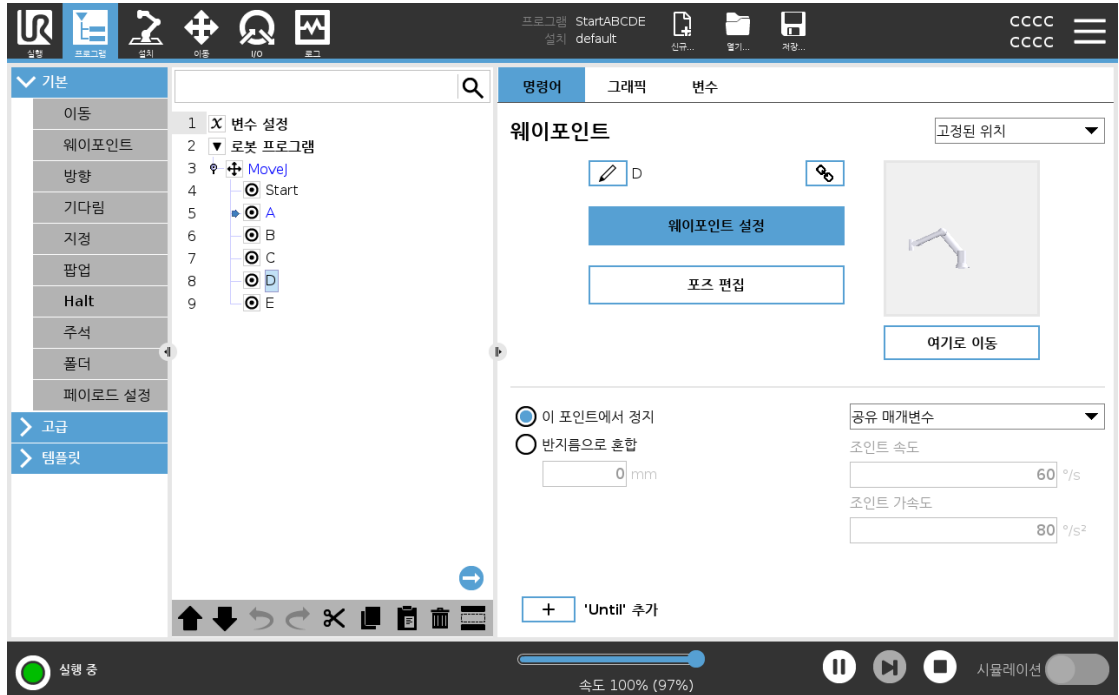 UR
실행
프로그램
설치
이동
I/O
로그
프로그램 StartABCDE
설치 default
신규...
열기...
저장...
CCCC
CCCC
기본
이동
웨이포인트
방향
기다림
지정
팝업
Halt
주석
폴더
페이로드 설정
고급
템플릿
1 X 변수 설정
2 로봇 프로그램
3 MoveJ
4 Start
5 A
6 B
7 C
8 D
9 E
명령어 그래픽 변수
웨이포인트
고정된 위치
D
웨이포인트 설정
포즈 편집
여기로 이동
이 포인트에서 정지
반지름으로 혼합
0 mm
공유 매개변수
조인트 속도
60 °/s
조인트 가속도
80 °/s²
+ 'Until' 추가
실행 중
속도 100% (97%)
시뮬레이션